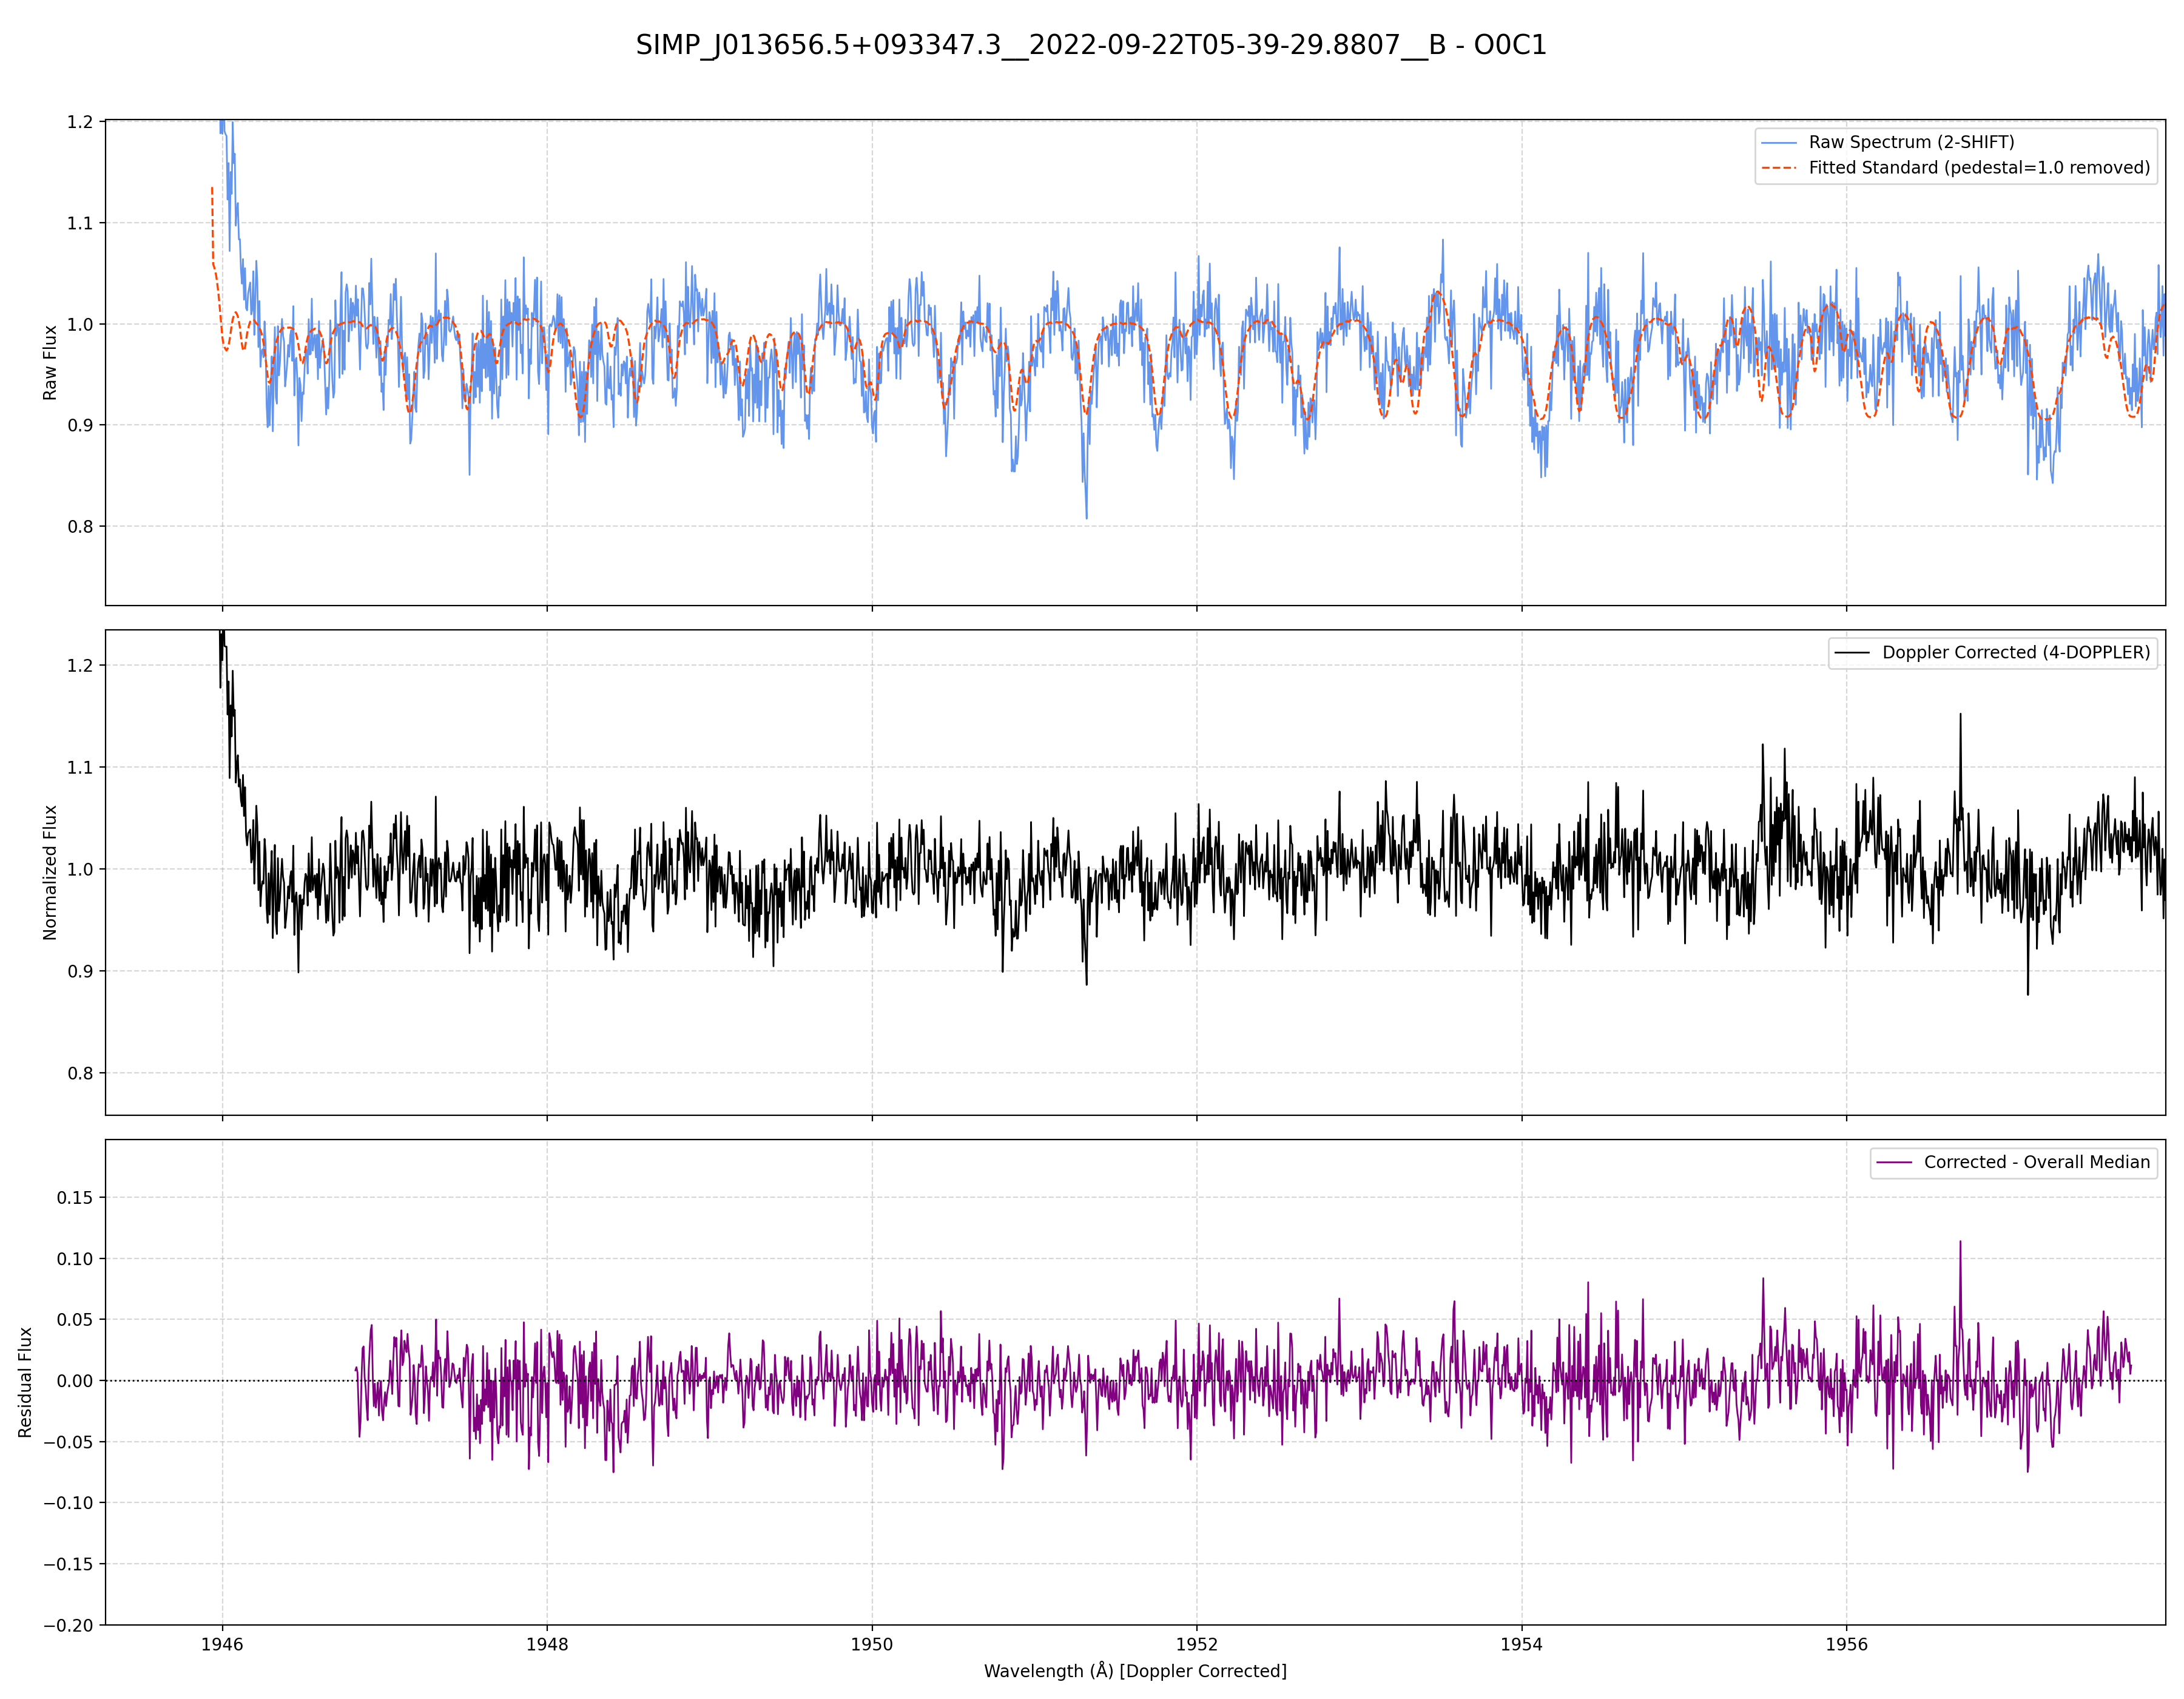 SIMP_J013656.5+093347.3__2022-09-22T05-39-29.8807__B - O0C1
Raw Flux
1.2
1.1
1.0
0.9
0.8
Raw Spectrum (2-SHIFT)
Fitted Standard (pedestal=1.0 removed)
Normalized Flux
1.2
1.1
1.0
0.9
0.8
Doppler Corrected (4-DOPPLER)
Residual Flux
0.15
0.10
0.05
0.00
−0.05
−0.10
−0.15
−0.20
Corrected - Overall Median
1946 1948 1950 1952 1954 1956
Wavelength (Å) [Doppler Corrected]